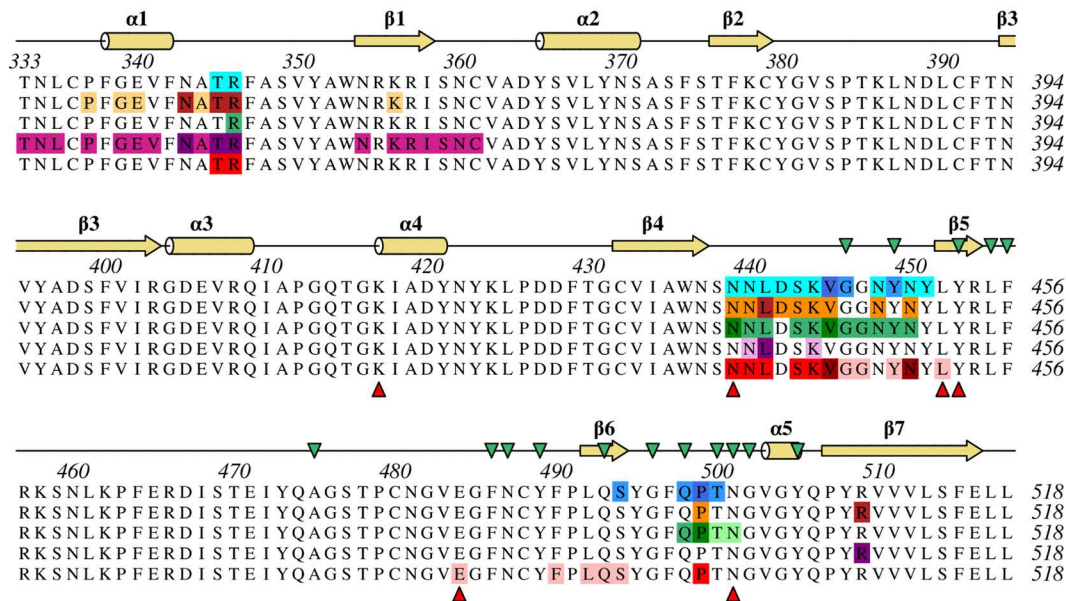 α1 β1 α2 β2 β3
333 340 350 360 370 380 390
TNLCPFGEVFNATRFASVYAWNRKRISNCVADYSVLYNSASFSTFKCYGVSPTKLNDLCFTN 394
TNLCPFGEVFNATRFASVYAWNRKRISNCVADYSVLYNSASFSTFKCYGVSPTKLNDLCFTN 394
TNLCPFGEVFNATRFASVYAWNRKRISNCVADYSVLYNSASFSTFKCYGVSPTKLNDLCFTN 394
TNLCPFGEVFNATRFASVYAWNRKRISNCVADYSVLYNSASFSTFKCYGVSPTKLNDLCFTN 394
TNLCPFGEVFNATRFASVYAWNRKRISNCVADYSVLYNSASFSTFKCYGVSPTKLNDLCFTN 394
β3 α3 α4 β4 β5
400 410 420 430 440 450
VYADSFVIRGDEVRQIAPGQTGKIADYNYKLPDDFTGCVIAWNSNNLDSKVGGNYNYLYRLF 456
VYADSFVIRGDEVRQIAPGQTGKIADYNYKLPDDFTGCVIAWNSNNLDSKVGGNYNYLYRLF 456
VYADSFVIRGDEVRQIAPGQTGKIADYNYKLPDDFTGCVIAWNSNNLDSKVGGNYNYLYRLF 456
VYADSFVIRGDEVRQIAPGQTGKIADYNYKLPDDFTGCVIAWNSNNLDSKVGGNYNYLYRLF 456
VYADSFVIRGDEVRQIAPGQTGKIADYNYKLPDDFTGCVIAWNSNNLDSKVGGNYNYLYRLF 456
β6 α5 β7
460 470 480 490 500 510
RKSNLKPFERDISTEIYQAGSTPCNGVEGFNCYFPLQSYGFQPTNGVGYQPYRVVVLSFELL 518
RKSNLKPFERDISTEIYQAGSTPCNGVEGFNCYFPLQSYGFQPTNGVGYQPYRVVVLSFELL 518
RKSNLKPFERDISTEIYQAGSTPCNGVEGFNCYFPLQSYGFQPTNGVGYQPYRVVVLSFELL 518
RKSNLKPFERDISTEIYQAGSTPCNGVEGFNCYFPLQSYGFQPTNGVGYQPYRVVVLSFELL 518
RKSNLKPFERDISTEIYQAGSTPCNGVEGFNCYFPLQSYGFQPTNGVGYQPYRVVVLSFELL 518